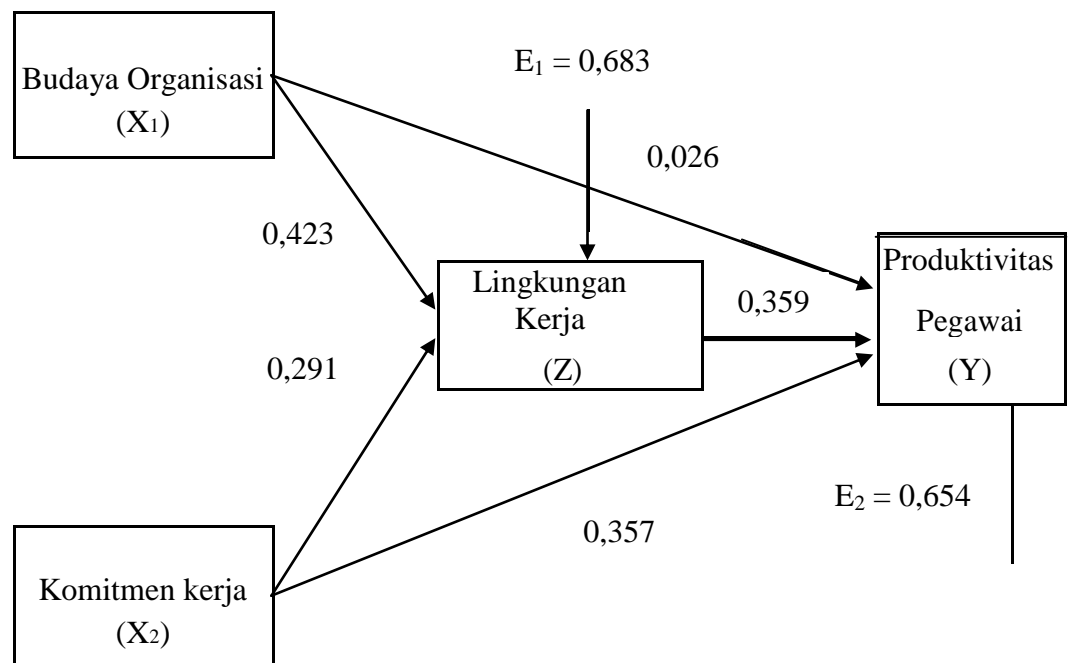 Budaya Organisasi
(X₁)
E₁ = 0,683
0,026
0,423
Lingkungan
Kerja
(Z)
0,359
Produktivitas
Pegawai
(Y)
0,291
0,357
E₂ = 0,654
Komitmen kerja
(X₂)